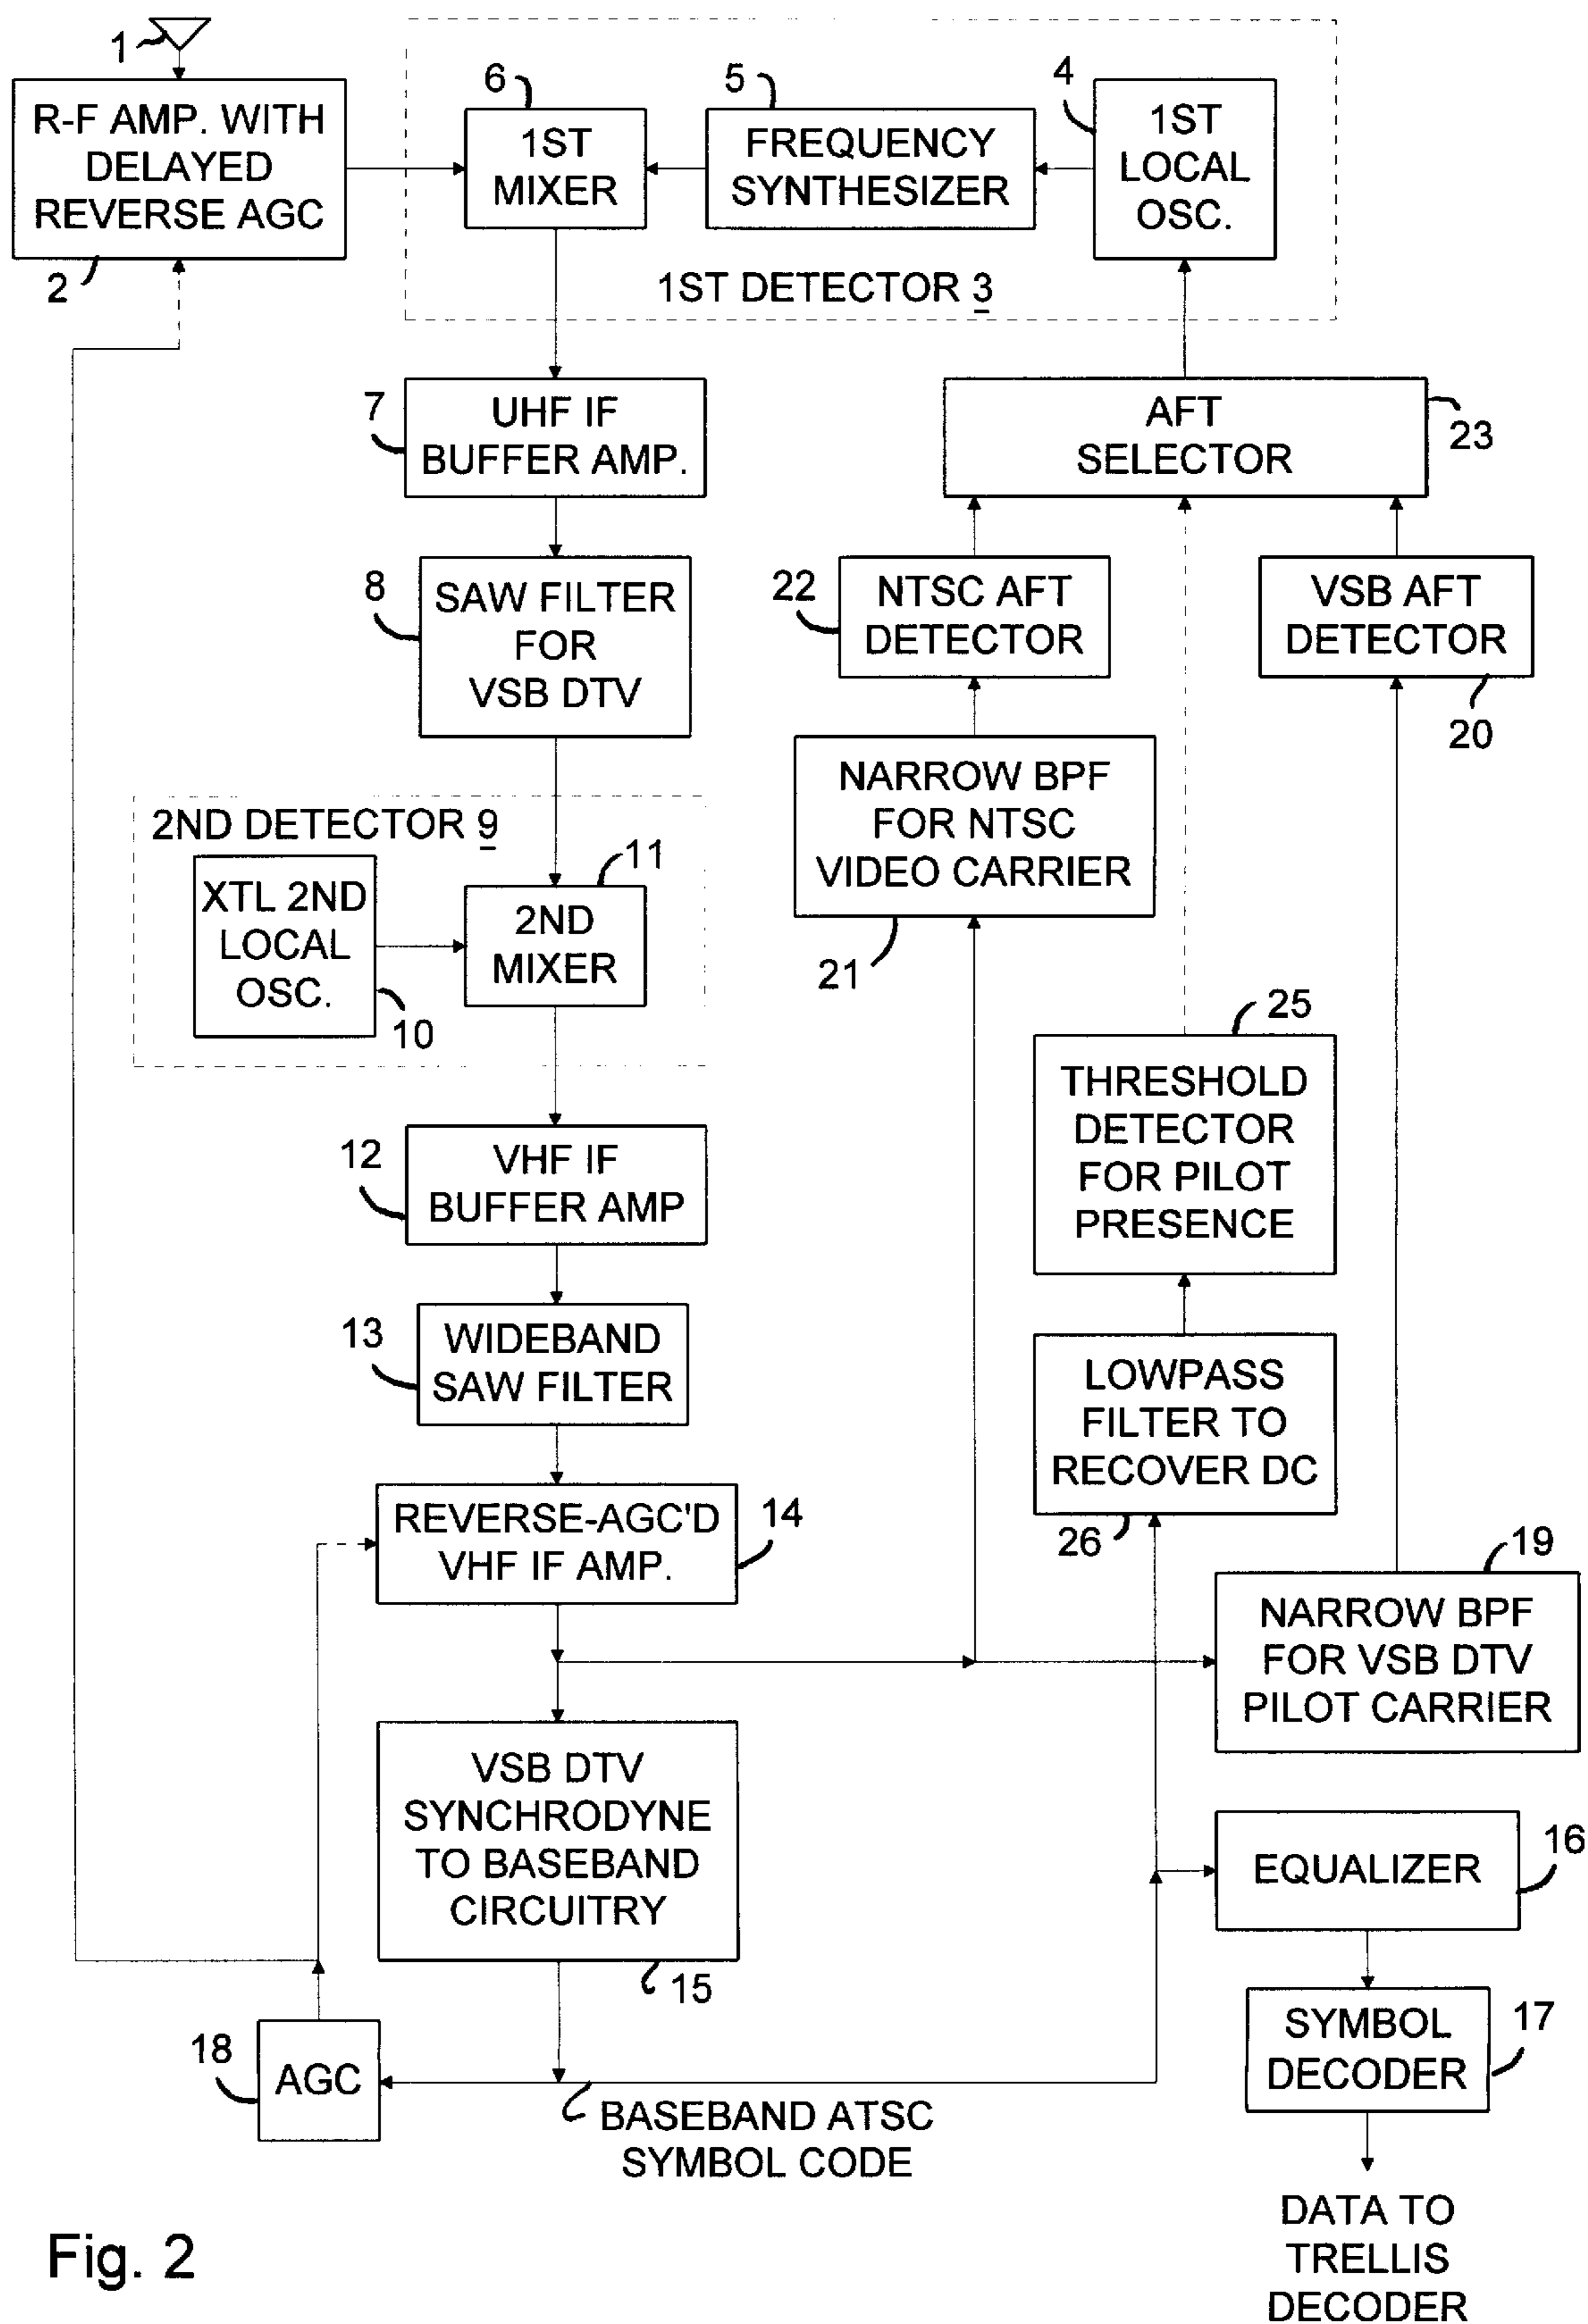 1
R-F AMP. WITH
DELAYED
REVERSE AGC
2
6
1ST
MIXER
5
FREQUENCY
SYNTHESIZER
4
1ST
LOCAL
OSC.
1ST DETECTOR 3
7
UHF IF
BUFFER AMP.
AFT
SELECTOR
23
8
SAW FILTER
FOR
VSB DTV
22
NTSC AFT
DETECTOR
VSB AFT
DETECTOR
20
NARROW BPF
FOR NTSC
VIDEO CARRIER
21
2ND DETECTOR 9
XTL 2ND
LOCAL
OSC.
10
11
2ND
MIXER
25
THRESHOLD
DETECTOR
FOR PILOT
PRESENCE
12
VHF IF
BUFFER AMP
13
WIDEBAND
SAW FILTER
LOWPASS
FILTER TO
RECOVER DC
26
REVERSE-AGC'D
VHF IF AMP.
14
19
NARROW BPF
FOR VSB DTV
PILOT CARRIER
VSB DTV
SYNCHRODYNE
TO BASEBAND
CIRCUITRY
15
EQUALIZER
16
18
AGC
SYMBOL
DECODER
17
BASEBAND ATSC
SYMBOL CODE
DATA TO
TRELLIS
DECODER
Fig. 2